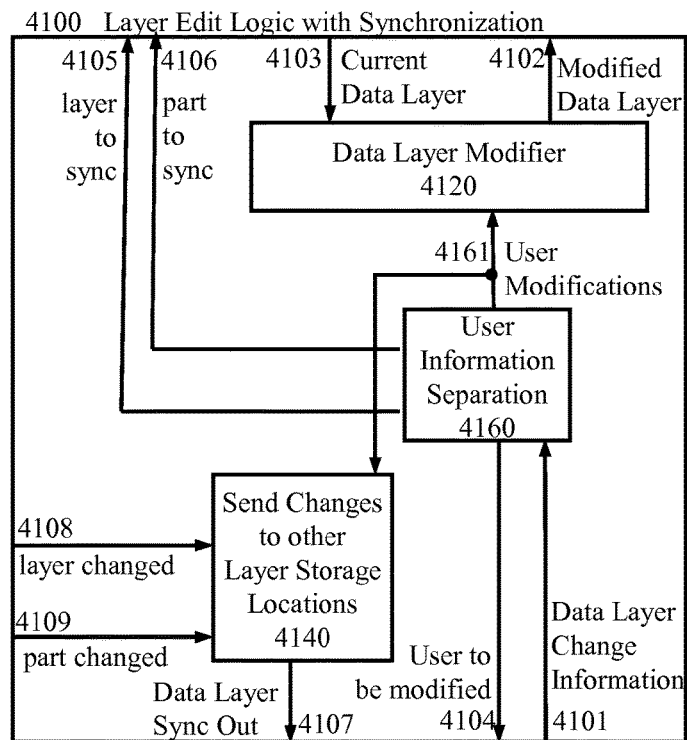 4100 Layer Edit Logic with Synchronization
4105
layer
to
sync
4106
part
to
sync
4103
Current
Data Layer
4102
Modified
Data Layer
Data Layer Modifier
4120
4161
User
Modifications
User
Information
Separation
4160
Send Changes
to other
Layer Storage
Locations
4140
4108
layer changed
4109
part changed
Data Layer
Sync Out
4107
User to
be modified
4104
Data Layer
Change
Information
4101